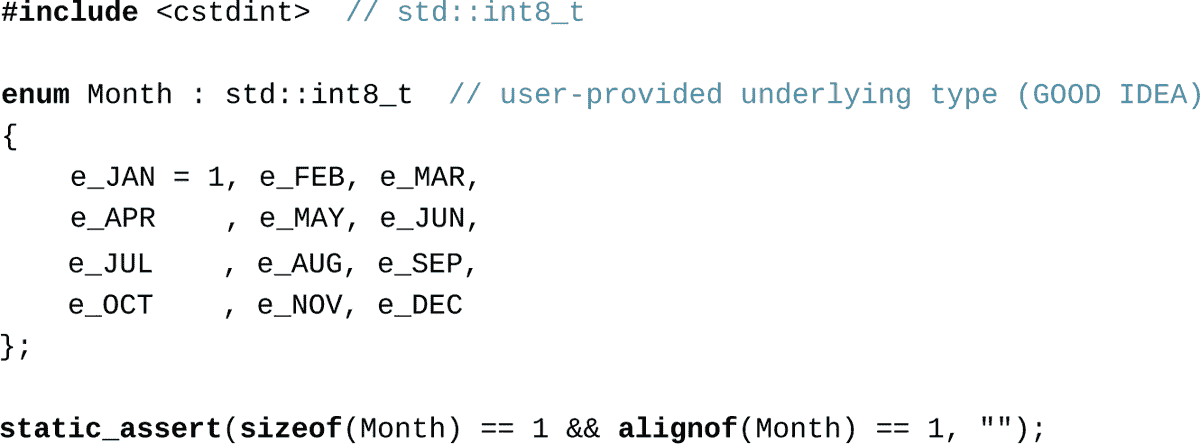 #include <cstdint>  // std::int8_t
enum Month : std::int8_t  // user-provided underlying type (GOOD IDEA)
{
    e_JAN = 1, e_FEB, e_MAR,
    e_APR    , e_MAY, e_JUN,
    e_JUL    , e_AUG, e_SEP,
    e_OCT    , e_NOV, e_DEC
};
static_assert(sizeof(Month) == 1 && alignof(Month) == 1, "");